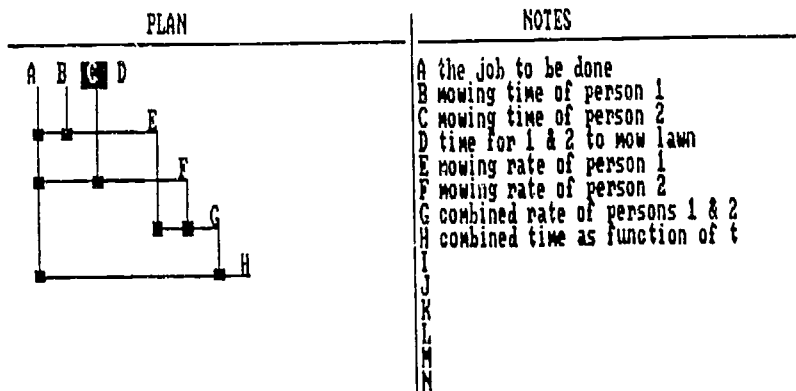 PLAN
NOTES
A B C D
E
F
G
H
A the job to be done
B mowing time of person 1
C mowing time of person 2
D time for 1 & 2 to mow lawn
E mowing rate of person 1
F mowing rate of person 2
G combined rate of persons 1 & 2
H combined time as function of t
I
J
K
L
M
N